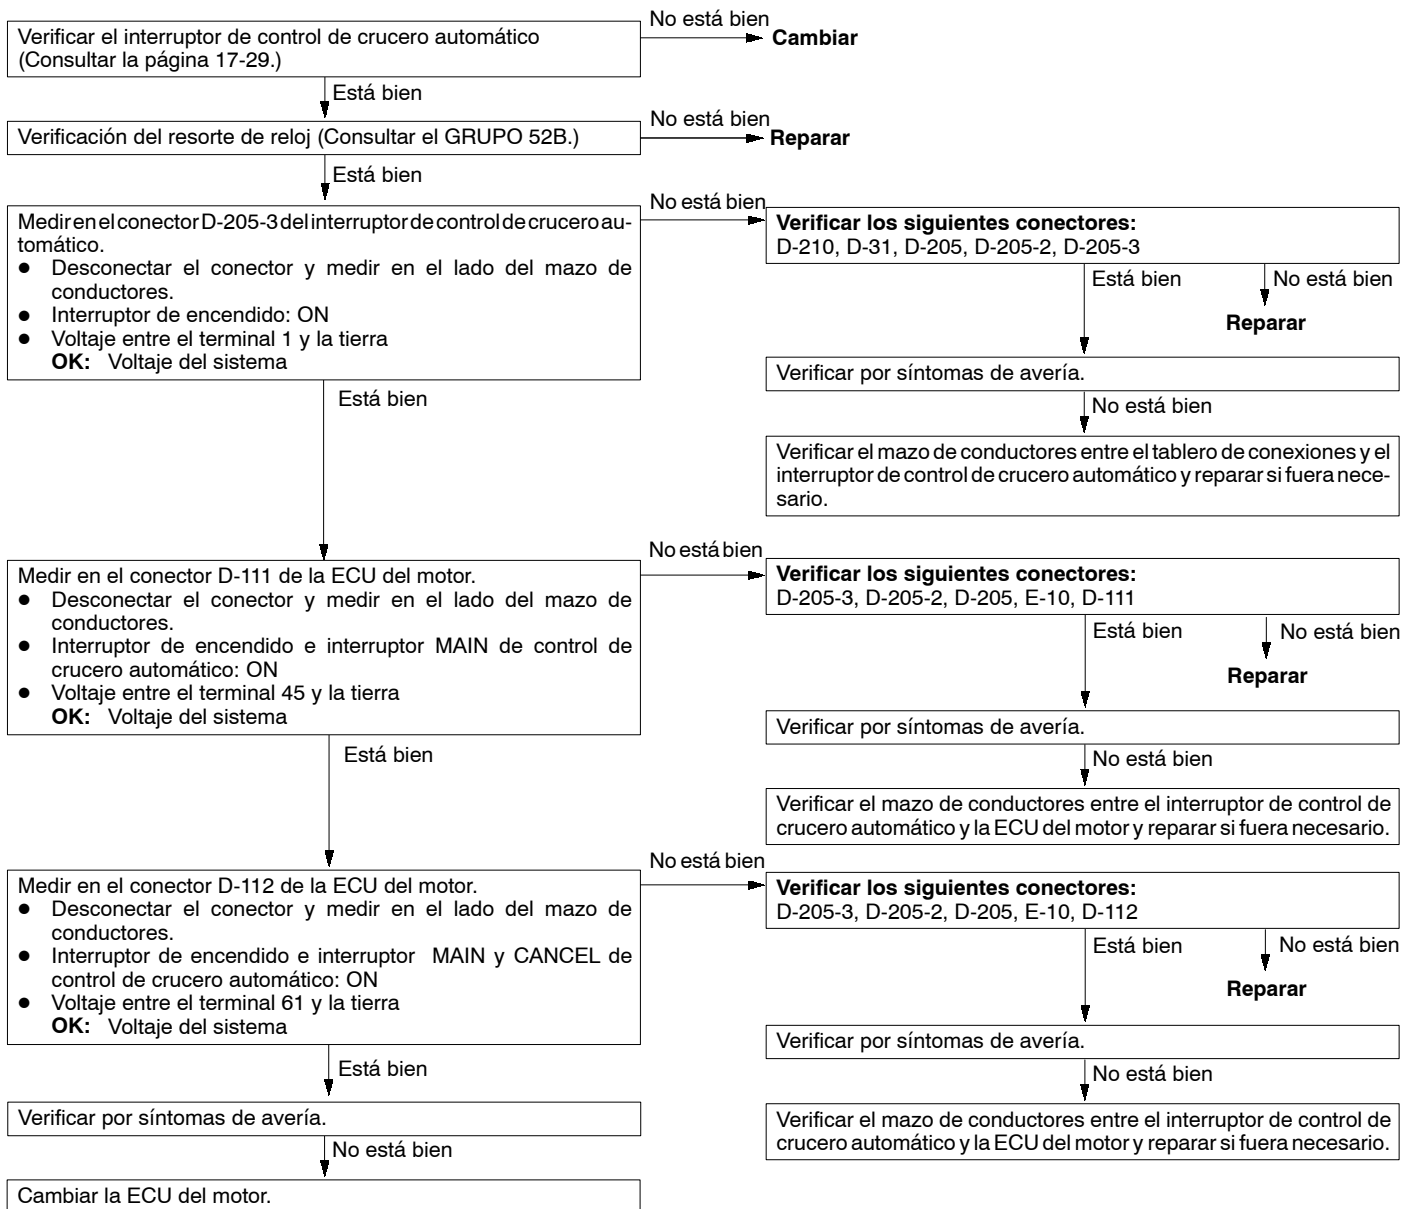 No está bien
Verificar el interruptor de control de crucero automático
(Consultar la página 17-29.)
Cambiar
Está bien
No está bien
Verificación del resorte de reloj (Consultar el GRUPO 52B.)
Reparar
Está bien
No está bien
Medir en el conector D-205-3 del interruptor de control de crucero au-
tomático.
● Desconectar el conector y medir en el lado del mazo de
conductores.
● Interruptor de encendido: ON
● Voltaje entre el terminal 1 y la tierra
OK: Voltaje del sistema
Verificar los siguientes conectores:
D-210, D-31, D-205, D-205-2, D-205-3
Está bien
No está bien
Reparar
Verificar por síntomas de avería.
No está bien
Verificar el mazo de conductores entre el tablero de conexiones y el
interruptor de control de crucero automático y reparar si fuera nece-
sario.
Está bien
No está bien
Medir en el conector D-111 de la ECU del motor.
● Desconectar el conector y medir en el lado del mazo de
conductores.
● Interruptor de encendido e interruptor MAIN de control de
crucero automático: ON
● Voltaje entre el terminal 45 y la tierra
OK: Voltaje del sistema
Verificar los siguientes conectores:
D-205-3, D-205-2, D-205, E-10, D-111
Está bien
No está bien
Reparar
Verificar por síntomas de avería.
No está bien
Verificar el mazo de conductores entre el interruptor de control de
crucero automático y la ECU del motor y reparar si fuera necesario.
Está bien
No está bien
Medir en el conector D-112 de la ECU del motor.
● Desconectar el conector y medir en el lado del mazo de
conductores.
● Interruptor de encendido e interruptor MAIN y CANCEL de
control de crucero automático: ON
● Voltaje entre el terminal 61 y la tierra
OK: Voltaje del sistema
Verificar los siguientes conectores:
D-205-3, D-205-2, D-205, E-10, D-112
Está bien
No está bien
Reparar
Verificar por síntomas de avería.
No está bien
Verificar el mazo de conductores entre el interruptor de control de
crucero automático y la ECU del motor y reparar si fuera necesario.
Está bien
Verificar por síntomas de avería.
No está bien
Cambiar la ECU del motor.